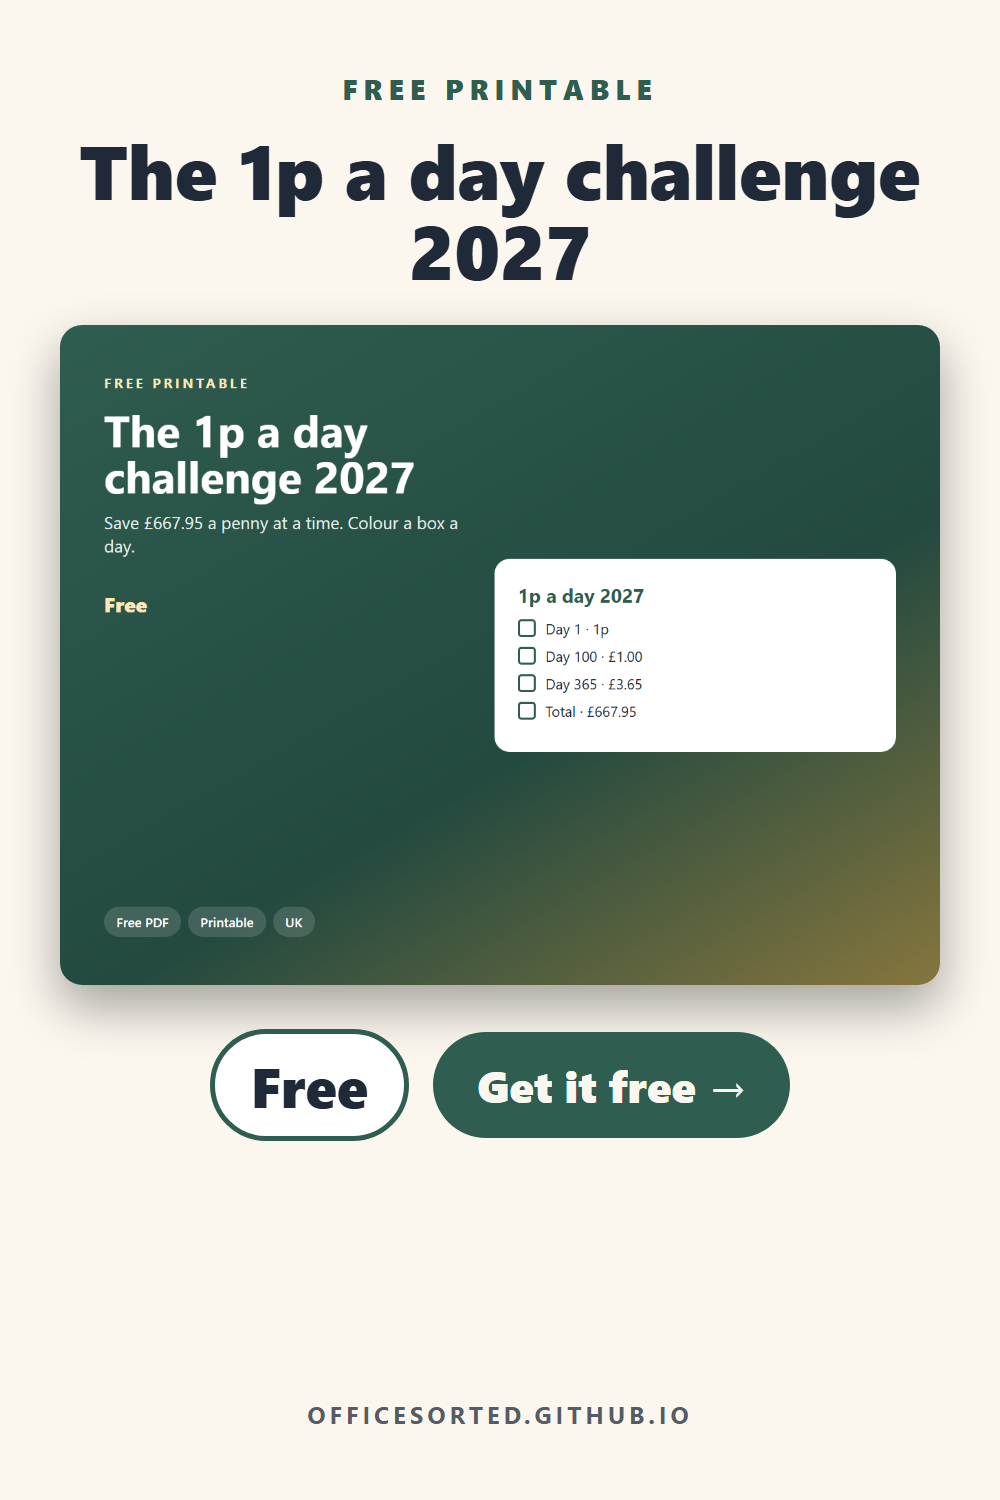 FREE PRINTABLE
The 1p a day challenge
2027
FREE PRINTABLE
The 1p a day
challenge 2027
Save £667.95 a penny at a time. Colour a box a
day.
Free
1p a day 2027
Day 1 · 1p
Day 100 · £1.00
Day 365 · £3.65
Total · £667.95
Free PDF
Printable
UK
Free
Get it free →
OFFICESORTED.GITHUB.IO